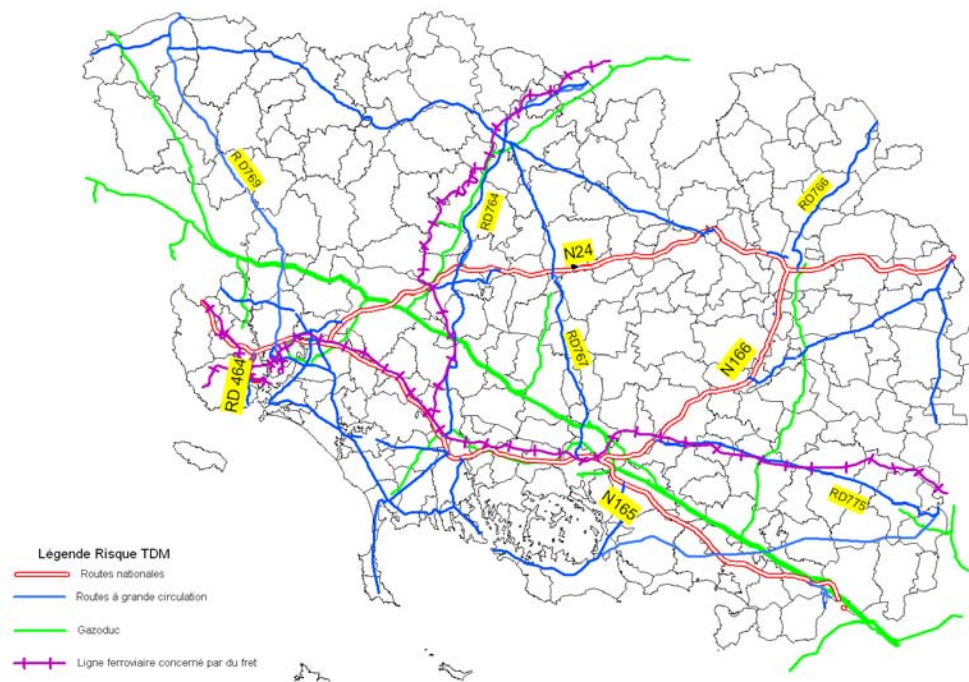 R D769
RD764
RD766
N24
RD767
N166
RD 464
N165
RD775
Légende Risque TDM
Routes nationales
Routes à grande circulation
Gazoduc
Ligne ferroviaire concerné par du fret